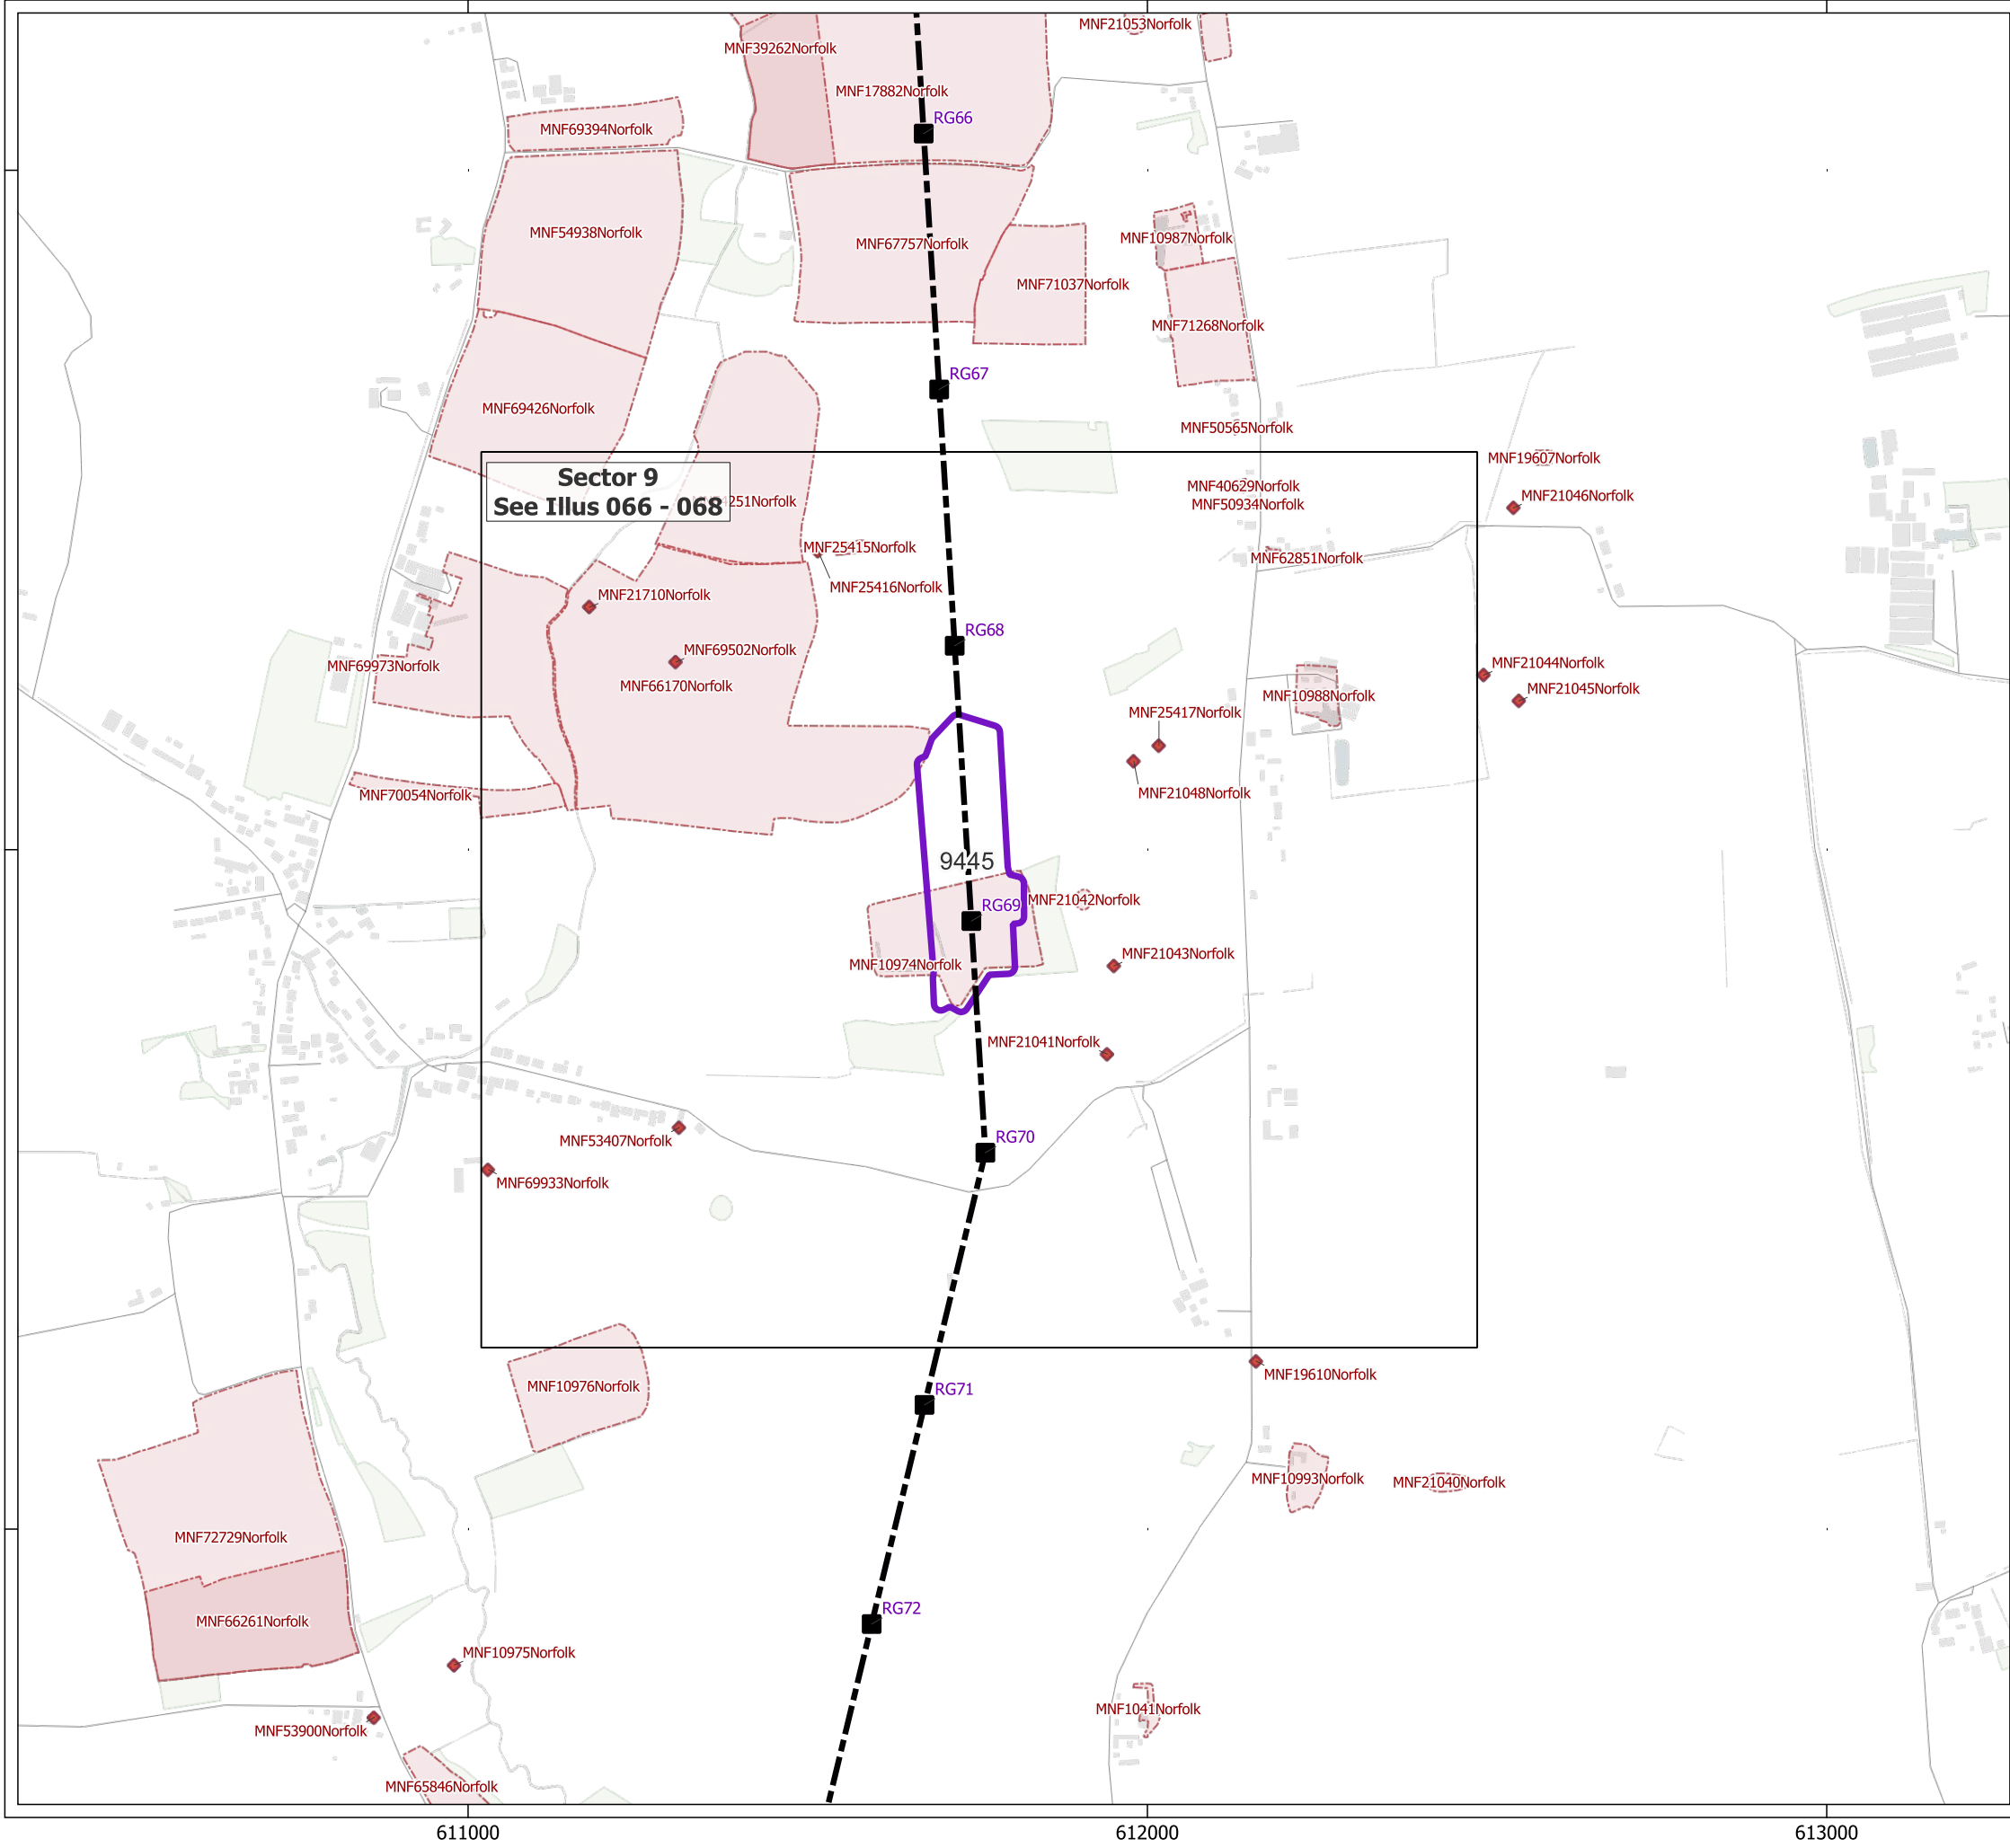 MNF21053Norfolk
MNF39262Norfolk
MNF17882Norfolk
RG66
MNF69394Norfolk
MNF54938Norfolk
MNF67757Norfolk
MNF10987Norfolk
MNF71037Norfolk
MNF71268Norfolk
RG67
MNF69426Norfolk
MNF50565Norfolk
MNF19607Norfolk
Sector 9
See Illus 066 - 068
MNF40629Norfolk
MNF21046Norfolk
251Norfolk
MNF50934Norfolk
MNF25415Norfolk
MNF62851Norfolk
MNF25416Norfolk
MNF21710Norfolk
RG68
MNF69502Norfolk
MNF69973Norfolk
MNF21044Norfolk
MNF66170Norfolk
MNF21045Norfolk
MNF10988Norfolk
MNF25417Norfolk
MNF70054Norfolk
MNF21048Norfolk
9445
MNF21042Norfolk
RG69
MNF21043Norfolk
MNF10974Norfolk
MNF21041Norfolk
RG70
MNF53407Norfolk
MNF69933Norfolk
MNF19610Norfolk
MNF10976Norfolk
RG71
MNF10993Norfolk
MNF21040Norfolk
MNF72729Norfolk
RG72
MNF66261Norfolk
MNF10975Norfolk
MNF1041Norfolk
MNF53900Norfolk
MNF65846Norfolk
611000
612000
613000